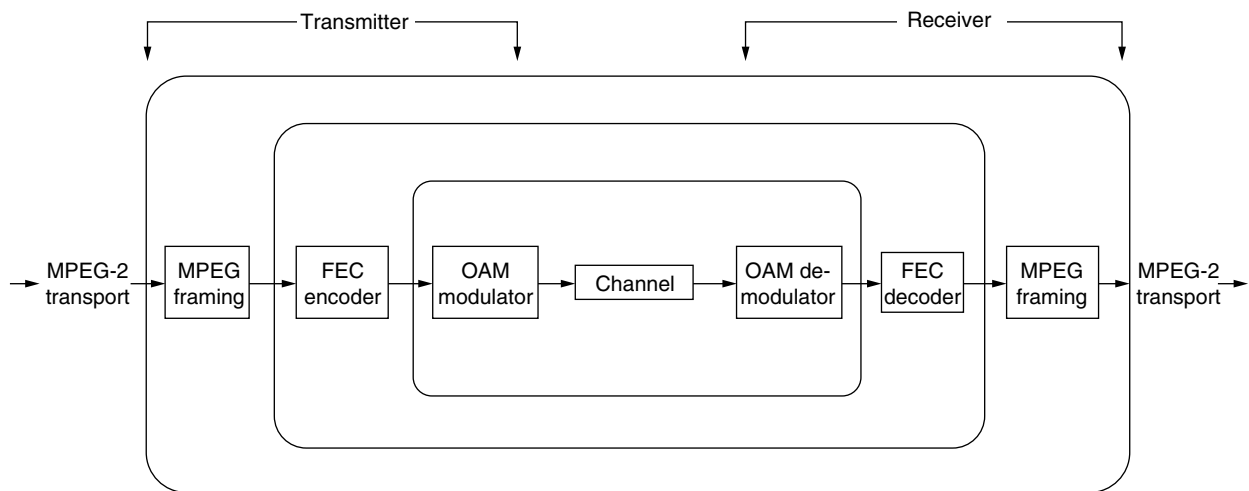 Transmitter
Receiver
MPEG-2
transport
MPEG
framing
FEC
encoder
OAM
modulator
Channel
OAM de-
modulator
FEC
decoder
MPEG
framing
MPEG-2
transport